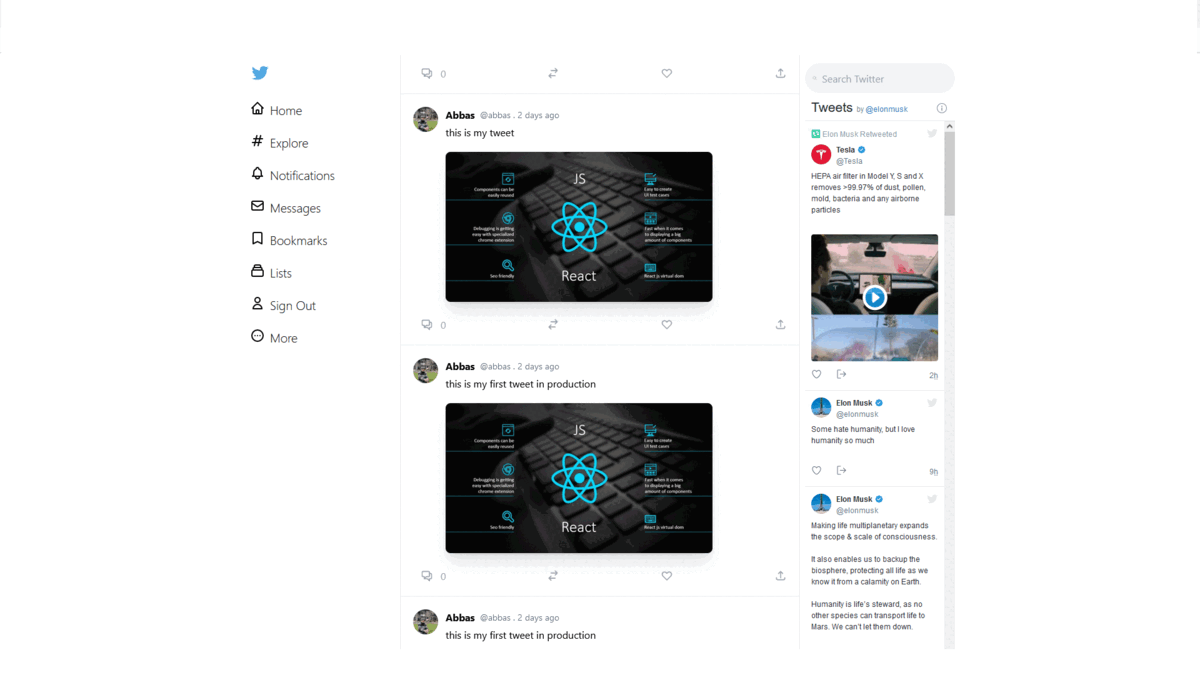 Home
Explore
Notifications
Messages
Bookmarks
Lists
Sign Out
More
0
Abbas @abbas . 2 days ago
this is my tweet
JS
Components can be
easily reused
Easy to create
UI test cases
Debugging is getting
easy with specialized
chrome extension
Fast when it comes
to displaying a big
amount of components
Seo friendly
React
React js virtual dom
0
Abbas @abbas . 2 days ago
this is my first tweet in production
JS
Components can be
easily reused
Easy to create
UI test cases
Debugging is getting
easy with specialized
chrome extension
Fast when it comes
to displaying a big
amount of components
Seo friendly
React
React js virtual dom
0
Abbas @abbas . 2 days ago
this is my first tweet in production
Search Twitter
Tweets by @elonmusk
Elon Musk Retweeted
Tesla
@Tesla
HEPA air filter in Model Y, S and X
removes >99.97% of dust, pollen,
mold, bacteria and any airborne
particles
2h
Elon Musk
@elonmusk
Some hate humanity, but I love
humanity so much
9h
Elon Musk
@elonmusk
Making life multiplanetary expands
the scope & scale of consciousness.
It also enables us to backup the
biosphere, protecting all life as we
know it from a calamity on Earth.
Humanity is life's steward, as no
other species can transport life to
Mars. We can't let them down.